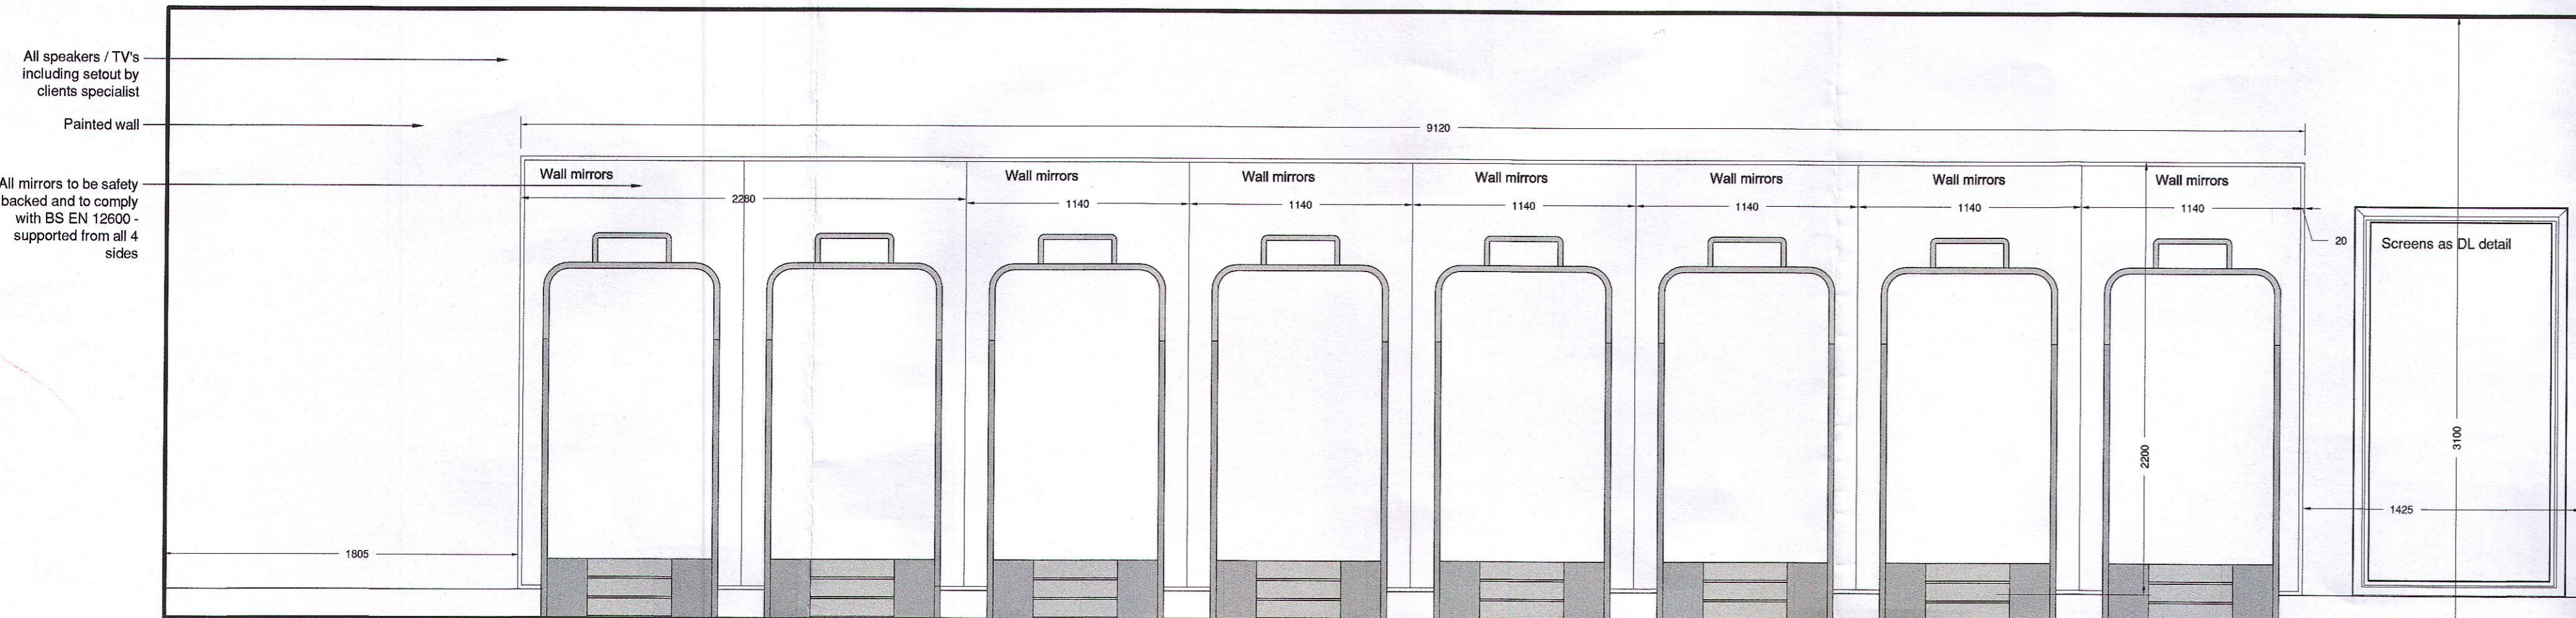 All speakers / TV's
including setout by
clients specialist
Painted wall
9120
All mirrors to be safety
backed and to comply
with BS EN 12600 -
supported from all 4
sides
Wall mirrors
Wall mirrors
Wall mirrors
Wall mirrors
Wall mirrors
Wall mirrors
Wall mirrors
2280
1140
1140
1140
1140
1140
1140
20
Screens as DL detail
3100
2200
1425
1805